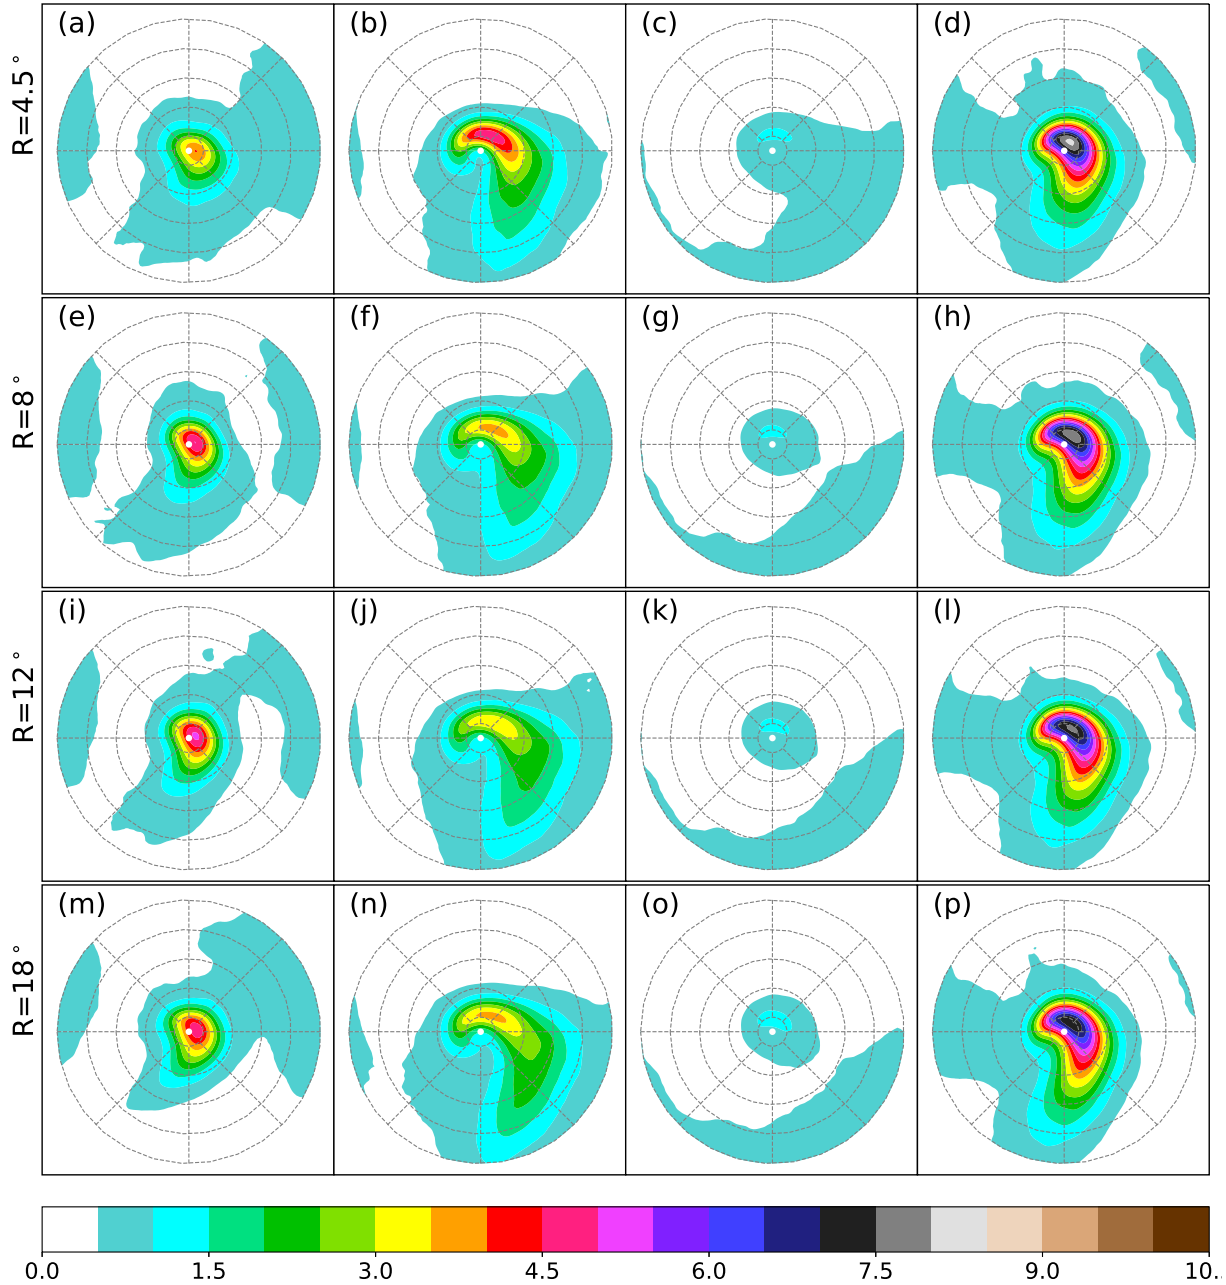 (a) (b) (c) (d)
R=4.5°
(e) (f) (g) (h)
R=8°
(i) (j) (k) (l)
R=12°
(m) (n) (o) (p)
R=18°
0.0 1.5 3.0 4.5 6.0 7.5 9.0 10.